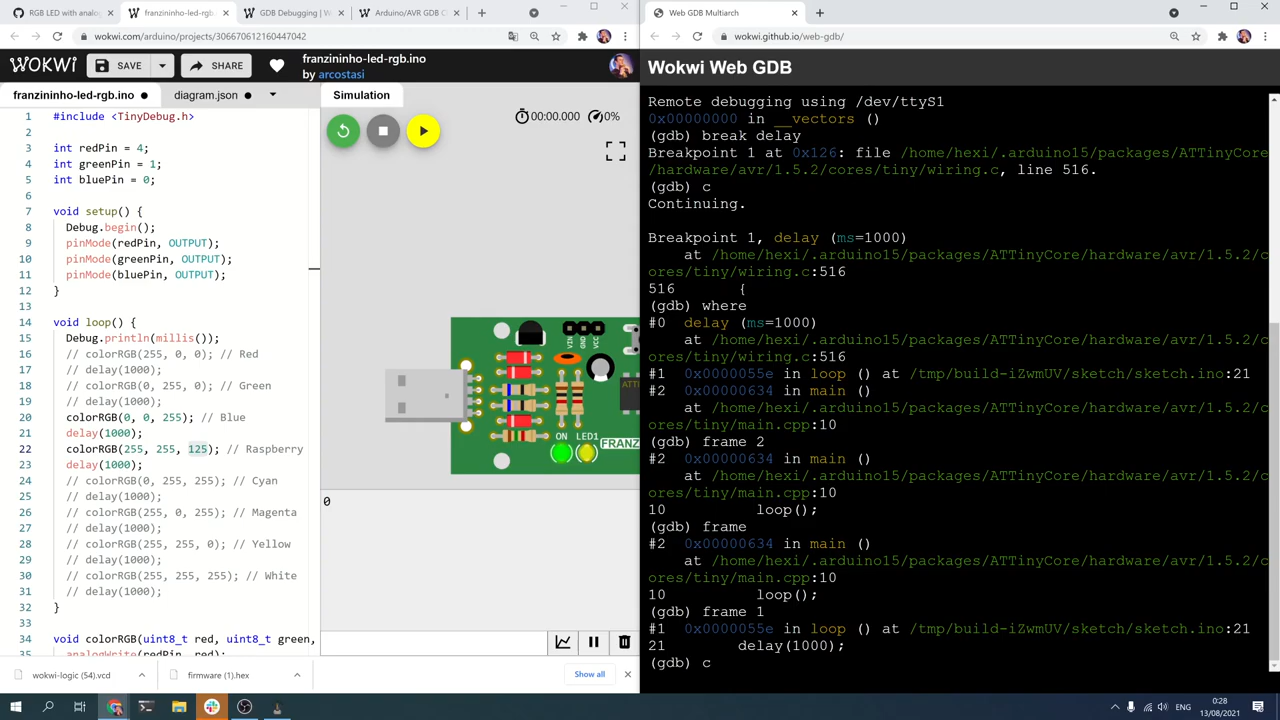 RGB LED with analog
franzininho-led-rgb.
GDB Debugging | W
Arduino/AVR GDB C
wokwi.com/arduino/projects/306670612160447042
WOKWI
SAVE
SHARE
franzininho-led-rgb.ino
by arcostasi
franzininho-led-rgb.ino
diagram.json
Simulation
00:00.000
0%
1 #include <TinyDebug.h>
2
3 int redPin = 4;
4 int greenPin = 1;
5 int bluePin = 0;
6
7 void setup() {
8 Debug.begin();
9 pinMode(redPin, OUTPUT);
10 pinMode(greenPin, OUTPUT);
11 pinMode(bluePin, OUTPUT);
12 }
13
14 void loop() {
15 Debug.println(millis());
16 // colorRGB(255, 0, 0); // Red
17 // delay(1000);
18 // colorRGB(0, 255, 0); // Green
19 // delay(1000);
20 colorRGB(0, 0, 255); // Blue
21 delay(1000);
22 colorRGB(255, 255, 125); // Raspberry
23 delay(1000);
24 // colorRGB(0, 255, 255); // Cyan
25 // delay(1000);
26 // colorRGB(255, 0, 255); // Magenta
27 // delay(1000);
28 // colorRGB(255, 255, 0); // Yellow
29 // delay(1000);
30 // colorRGB(255, 255, 255); // White
31 // delay(1000);
32 }
33
34 void colorRGB(uint8_t red, uint8_t green,
analogWrite(redPin, red);
VIN
GND
VCC
ATTI
ON
LED1
FRANZ
0
wokwi-logic (54).vcd
firmware (1).hex
Show all
Web GDB Multiarch
wokwi.github.io/web-gdb/
Wokwi Web GDB
Remote debugging using /dev/ttyS1
0x00000000 in __vectors ()
(gdb) break delay
Breakpoint 1 at 0x126: file /home/hexi/.arduino15/packages/ATTinyCore
/hardware/avr/1.5.2/cores/tiny/wiring.c, line 516.
(gdb) c
Continuing.
Breakpoint 1, delay (ms=1000)
at /home/hexi/.arduino15/packages/ATTinyCore/hardware/avr/1.5.2/c
ores/tiny/wiring.c:516
516 {
(gdb) where
#0 delay (ms=1000)
at /home/hexi/.arduino15/packages/ATTinyCore/hardware/avr/1.5.2/c
ores/tiny/wiring.c:516
#1 0x0000055e in loop () at /tmp/build-iZwmUV/sketch/sketch.ino:21
#2 0x00000634 in main ()
at /home/hexi/.arduino15/packages/ATTinyCore/hardware/avr/1.5.2/c
ores/tiny/main.cpp:10
(gdb) frame 2
#2 0x00000634 in main ()
at /home/hexi/.arduino15/packages/ATTinyCore/hardware/avr/1.5.2/c
ores/tiny/main.cpp:10
10 loop();
(gdb) frame
#2 0x00000634 in main ()
at /home/hexi/.arduino15/packages/ATTinyCore/hardware/avr/1.5.2/c
ores/tiny/main.cpp:10
10 loop();
(gdb) frame 1
#1 0x0000055e in loop () at /tmp/build-iZwmUV/sketch/sketch.ino:21
21 delay(1000);
(gdb) c
ENG
0:28
13/08/2021